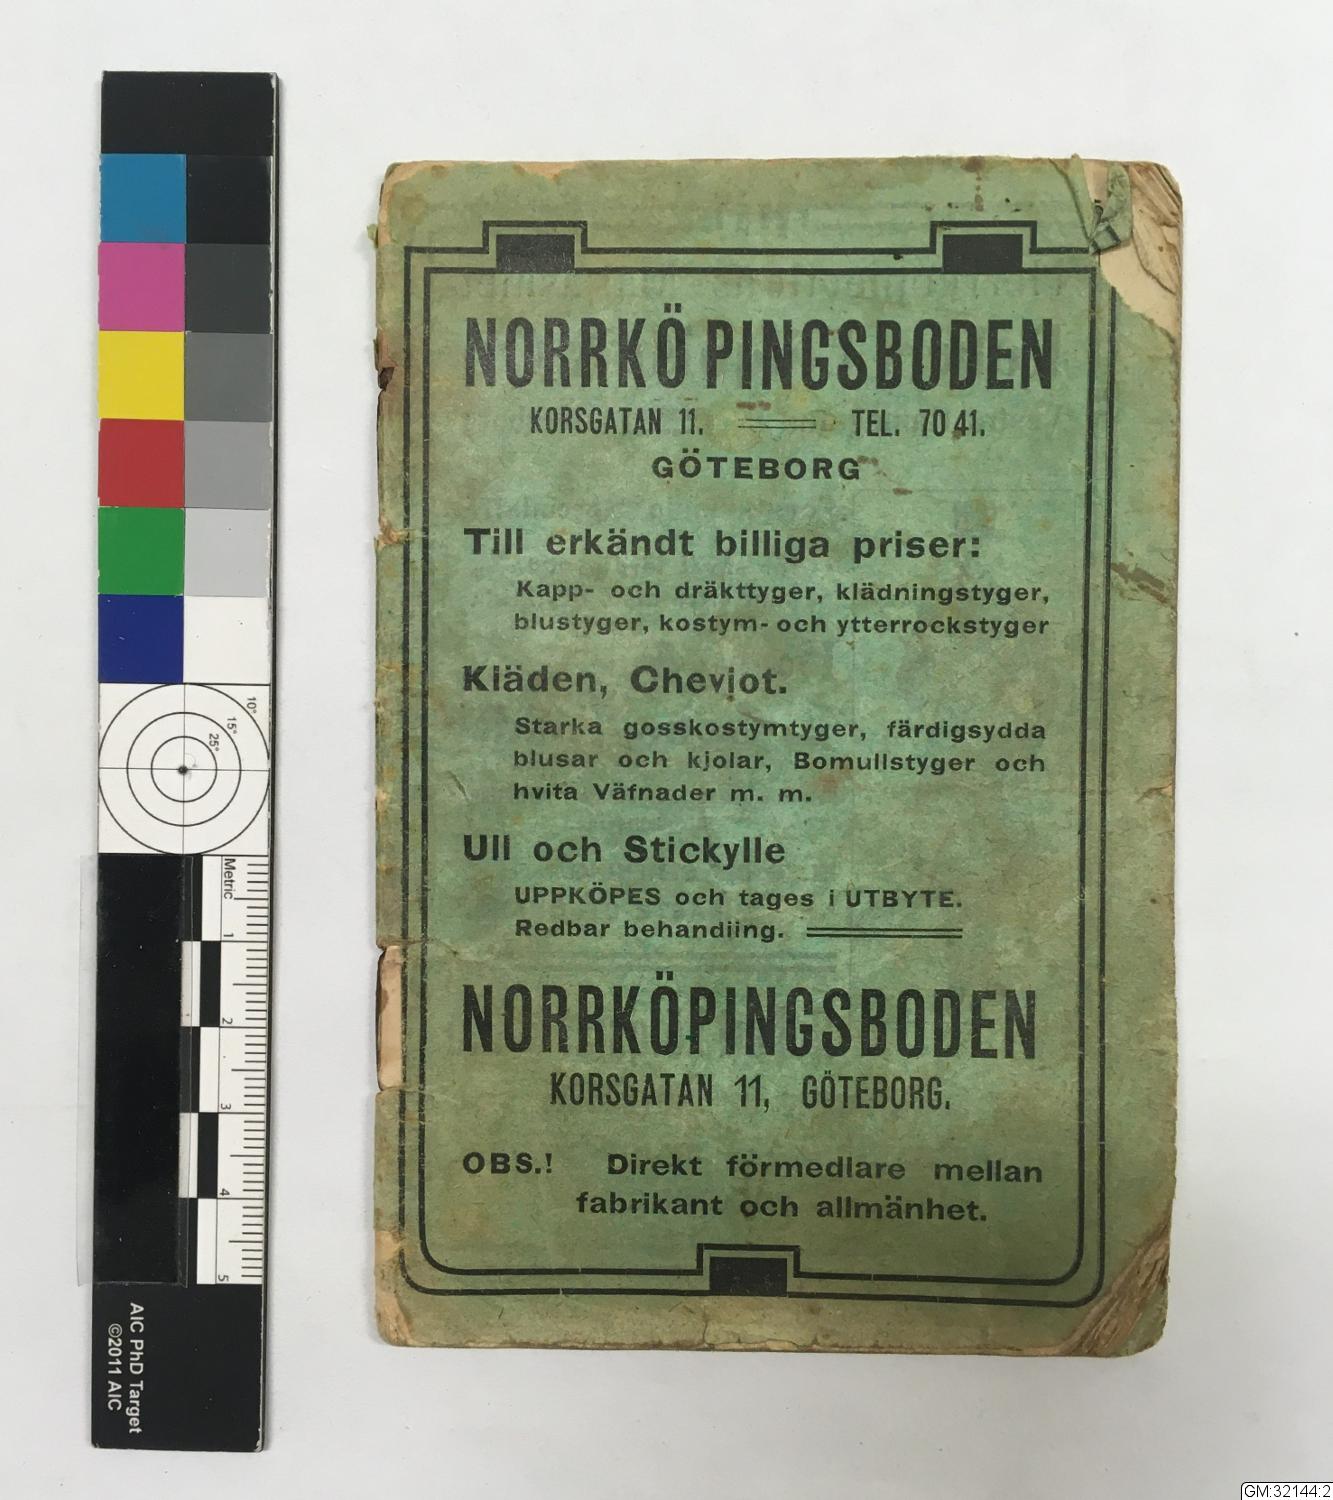 NORRKÖPINGSBODEN
KORSGATAN 11. TEL. 70 41.
GÖTEBORG
Till erkändt billiga priser:
Kapp- och dräkttyger, klädningstyger,
blustyger, kostym- och ytterrockstyger
Kläden, Cheviot.
Starka gosskostymtyger, färdigsydda
blusar och kjolar, Bomullstyger och
hvita Väfnader m. m.
Ull och Stickylle
UPPKÖPES och tages i UTBYTE.
Redbar behandling.
NORRKÖPINGSBODEN
KORSGATAN 11, GÖTEBORG.
OBS.! Direkt förmedlare mellan
fabrikant och allmänhet.
10°
15°
25°
Metric
1
2
3
4
5
AIC PhD Target
©2011 AIC
GM:32144:2